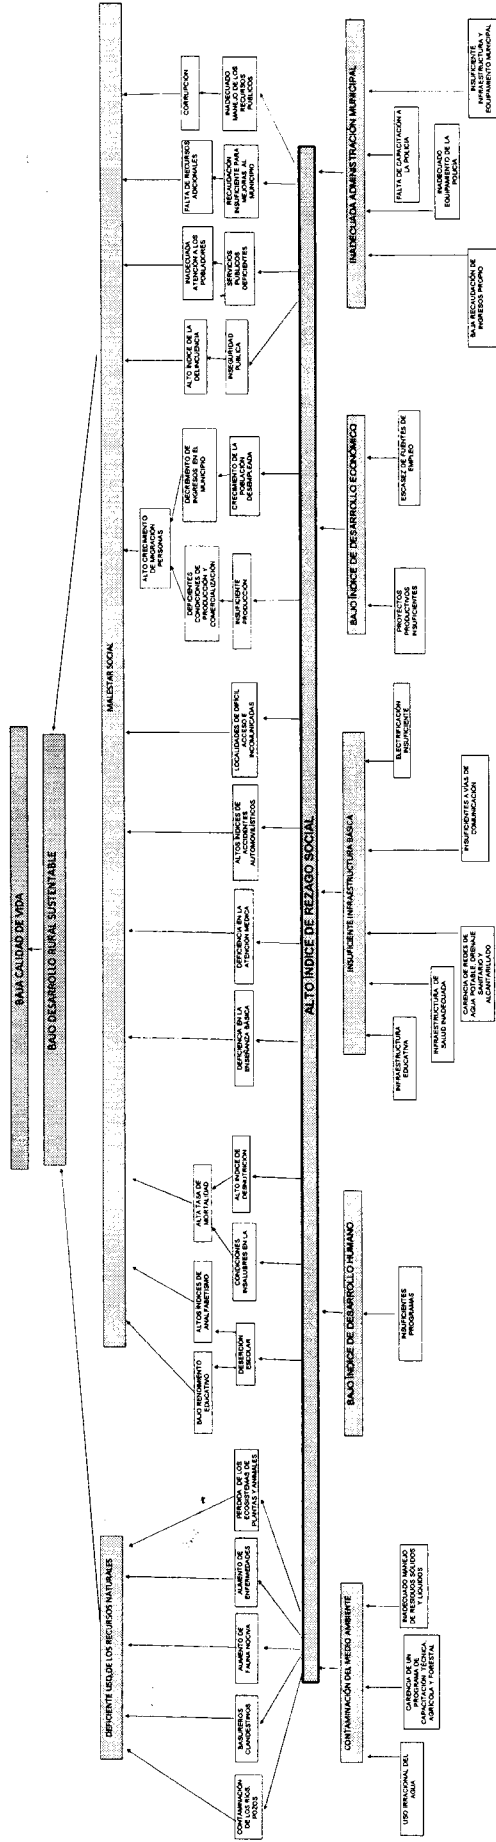 BAJA CALIDAD DE VIDA
BAJO DESARROLLO RURAL SUSTENTABLE
DEFICIENTE USO DE LOS RECURSOS NATURALES
MALESTAR SOCIAL
ALTO CRECIMIENTO
DE MIGRACIÓN
PERSONAS
CONTAMINACIÓN
DE LOS RÍOS,
POZOS
BASUREROS
CLANDESTINOS
AUMENTO DE
FAUNA NOCIVA
AUMENTO DE
ENFERMEDADES
PÉRDIDA DE LOS
ECOSISTEMAS DE
PLANTAS Y ANIMALES
BAJO RENDIMIENTO
EDUCATIVO
ALTOS ÍNDICES DE
ANALFABETISMO
ALTA TASA DE
MORTALIDAD
DESERCIÓN
ESCOLAR
CONDICIONES
INSALUBRES EN LA
ALTO ÍNDICE DE
DESNUTRICIÓN
DEFICIENCIA EN LA
ENSEÑANZA BÁSICA
DEFICIENCIA EN LA
ATENCIÓN MEDICA
ALTOS ÍNDICES DE
ACCIDENTES
AUTOMOVILÍSTICOS
LOCALIDADES DE DIFÍCIL
ACCESO E
INCOMUNICADAS
DEFICIENTES
CONDICIONES DE
PRODUCCIÓN Y
COMERCIALIZACIÓN
DECREMENTO DE
INGRESOS EN EL
MUNICIPIO
INSUFICIENTE
PRODUCCIÓN
CRECIMIENTO DE LA
POBLACIÓN
DESEMPLEADA
ALTO ÍNDICE DE LA
DELINCUENCIA
INADECUADA
ATENCIÓN A LOS
POBLADORES
FALTA DE RECURSOS
ADICIONALES
CORRUPCIÓN
INSEGURIDAD
PUBLICA
SERVICIOS
PÚBLICOS
DEFICIENTES
RECAUDACIÓN
INSUFICIENTE PARA
MEJORAS AL
MUNICIPIO
INADECUADO
MANEJO DE LOS
RECURSOS
PÚBLICOS
ALTO ÍNDICE DE REZAGO SOCIAL
CONTAMINACIÓN DEL MEDIO AMBIENTE
BAJO ÍNDICE DE DESARROLLO HUMANO
INSUFICIENTE INFRAESTRUCTURA BÁSICA
BAJO ÍNDICE DE DESARROLLO ECONÓMICO
INADECUADA ADMINISTRACIÓN MUNICIPAL
USO IRRACIONAL DEL
AGUA
CARENCIA DE UN
PROGRAMA DE
CAPACITACIÓN TÉCNICA,
AGRÍCOLA Y FORESTAL
INADECUADO MANEJO
DE RESIDUOS SÓLIDOS
Y LÍQUIDOS
INSUFICIENTES
PROGRAMAS
INFRAESTRUCTURA
EDUCATIVA
INFRAESTRUCTURA DE
SALUD INADECUADA
CARENCIA DE REDES DE
AGUA POTABLE, DRENAJE
SANITARIO Y
ALCANTARILLADO
INSUFICIENTES A VÍAS DE
COMUNICACIÓN
ELECTRIFICACIÓN
INSUFICIENTE
PROYECTOS
PRODUCTIVOS
INSUFICIENTES
ESCASEZ DE FUENTES DE
EMPLEO
BAJA RECAUDACIÓN DE
INGRESOS PROPIO
INADECUADO
EQUIPAMIENTO DE LA
POLICÍA
FALTA DE CAPACITACIÓN A
LA POLICÍA
INSUFICIENTE
INFRAESTRUCTURA Y
EQUIPAMIENTO MUNICIPAL